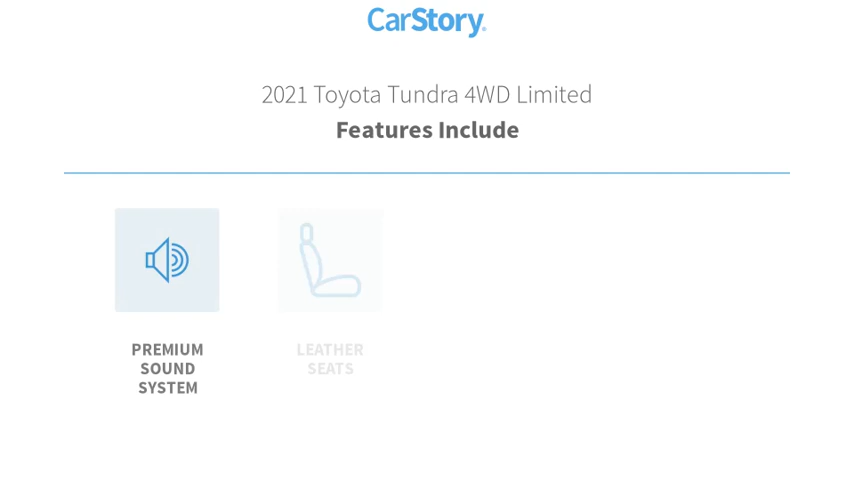 CarStory®
2021 Toyota Tundra 4WD Limited
Features Include
PREMIUM
SOUND
SYSTEM
LEATHER
SEATS